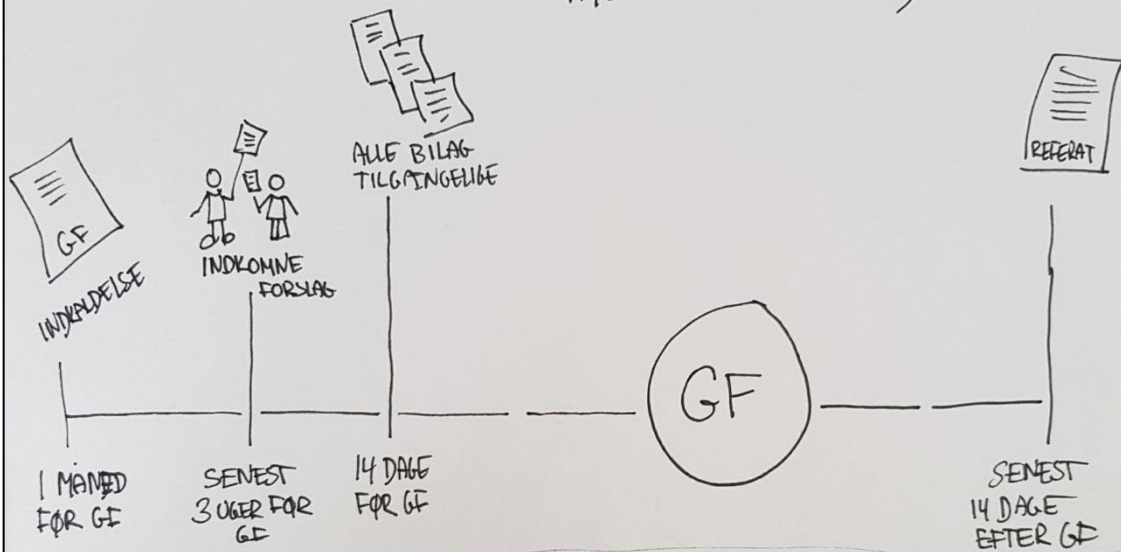 GF
INDKALDELSE
INDKOMNE
FORSLAG
ALLE BILAG
TILGÆNGELIGE
REFERAT
GF
1 MÅNED
FØR GF
SENEST
3 UGER FØR
GF
14 DAGE
FØR GF
SENEST
14 DAGE
EFTER GF